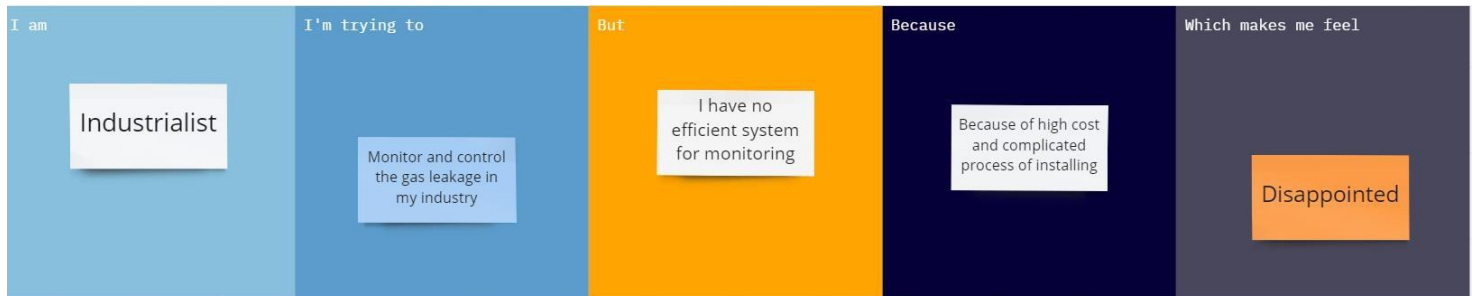 I am
Industrialist
I'm trying to
Monitor and control
the gas leakage in
my industry
But
I have no
efficient system
for monitoring
Because
Because of high cost
and complicated
process of installing
Which makes me feel
Disappointed